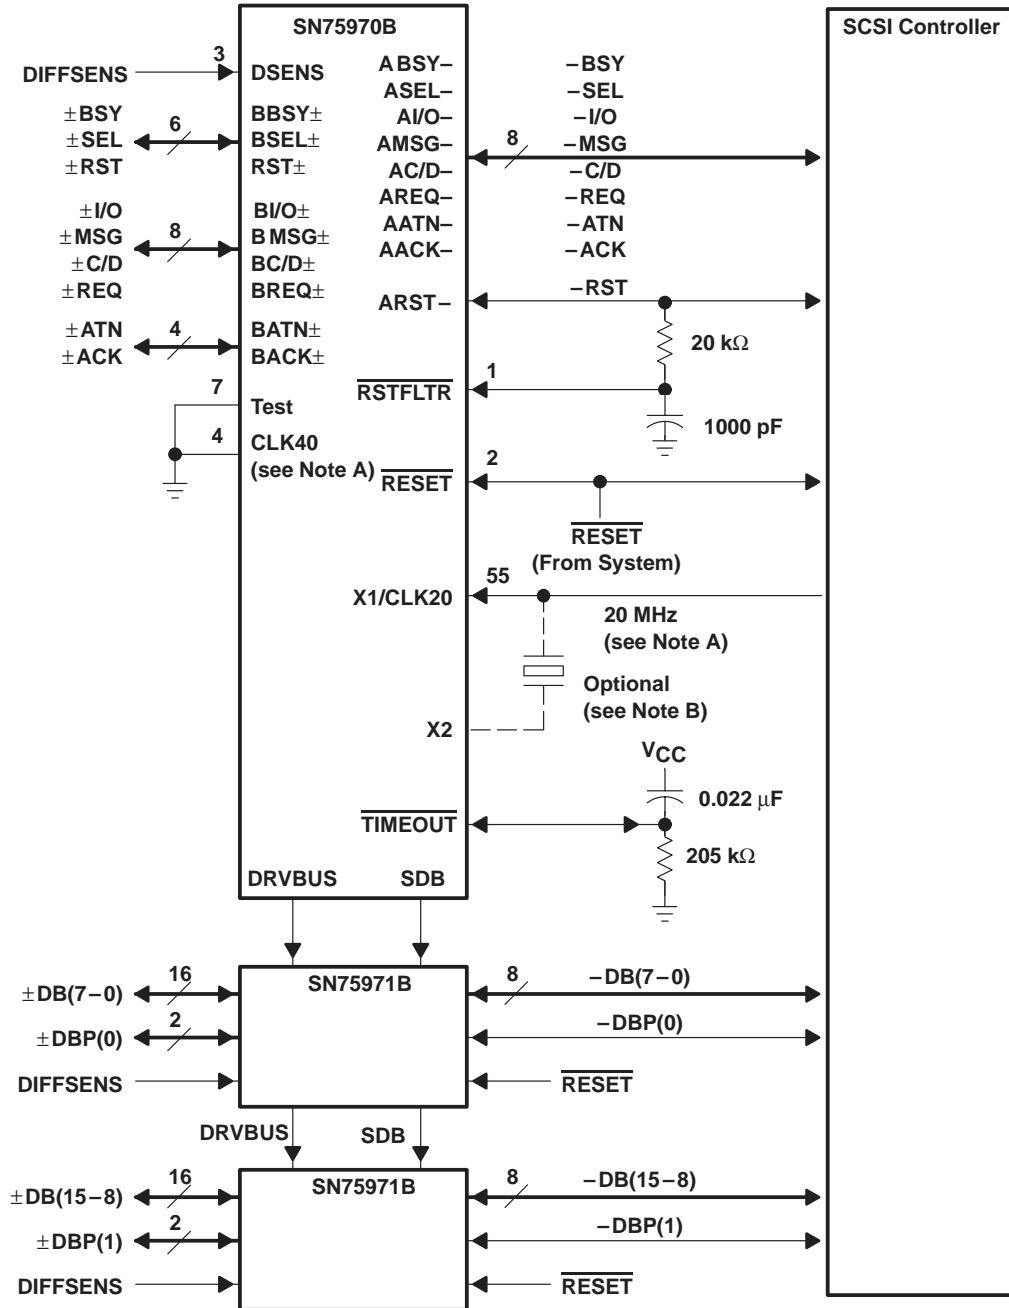 SN75970B
SCSI Controller
DIFFSENS
3
DSENS
±BSY
±SEL
±RST
6
BBSY±
BSEL±
RST±
±I/O
±MSG
±C/D
±REQ
8
BI/O±
BMSG±
BC/D±
BREQ±
±ATN
±ACK
4
BATN±
BACK±
7
Test
4
CLK40
(see Note A)
ABSY−
ASEL−
AI/O−
AMSG−
AC/D−
AREQ−
AATN−
AACK−
8
−BSY
−SEL
−I/O
−MSG
−C/D
−REQ
−ATN
−ACK
ARST−
−RST
20 kΩ
RSTFLTR
1
1000 pF
RESET
2
RESET
(From System)
X1/CLK20
55
20 MHz
(see Note A)
Optional
(see Note B)
X2
VCC
0.022 μF
TIMEOUT
205 kΩ
DRVBUS
SDB
SN75971B
±DB(7−0)
16
8
−DB(7−0)
±DBP(0)
2
−DBP(0)
DIFFSENS
RESET
DRVBUS
SDB
SN75971B
±DB(15−8)
16
8
−DB(15−8)
±DBP(1)
2
−DBP(1)
DIFFSENS
RESET